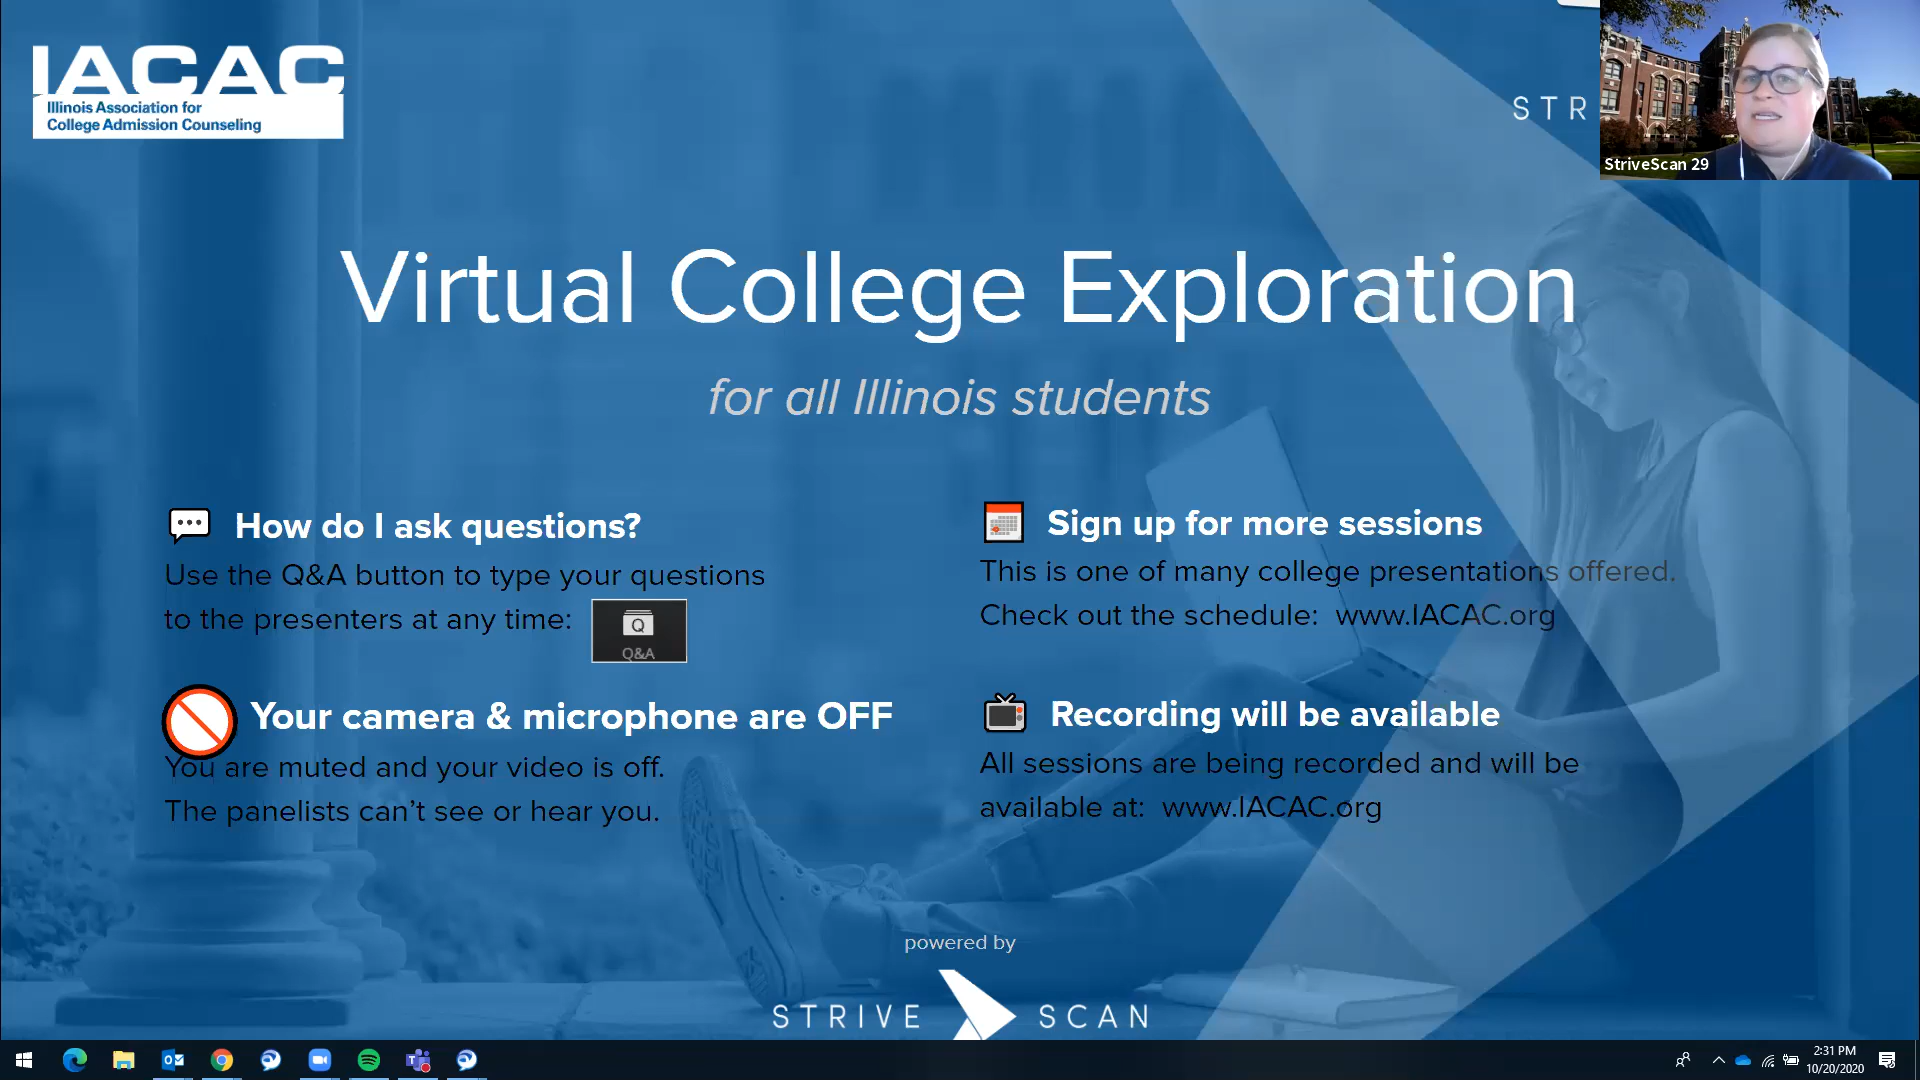 IACAC
Illinois Association for
College Admission Counseling
STR
StriveScan 29
Virtual College Exploration
for all Illinois students
How do I ask questions?
Use the Q&A button to type your questions
to the presenters at any time:
Q
Q&A
Sign up for more sessions
This is one of many college presentations offered.
Check out the schedule: www.IACAC.org
Your camera & microphone are OFF
You are muted and your video is off.
The panelists can't see or hear you.
Recording will be available
All sessions are being recorded and will be
available at: www.IACAC.org
powered by
STRIVE SCAN
2:31 PM
10/20/2020